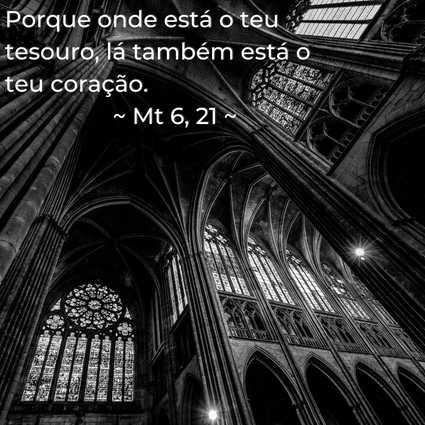 Porque onde está o teu
tesouro, lá também está o
teu coração.
~ Mt 6, 21 ~